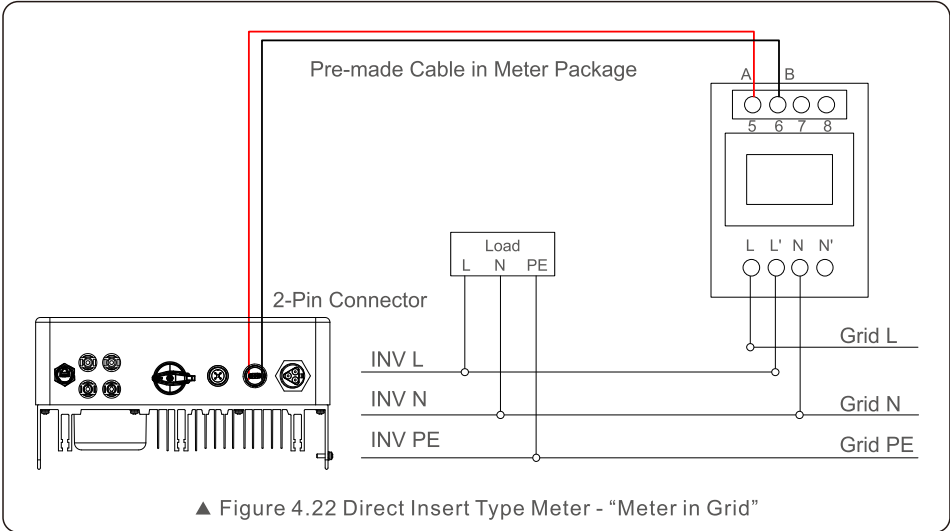 Pre-made Cable in Meter Package
A B
5 6 7 8
L L' N N'
Load
L N PE
2-Pin Connector
Grid L
INV L
INV N
Grid N
INV PE
Grid PE
▲ Figure 4.22 Direct Insert Type Meter - “Meter in Grid”